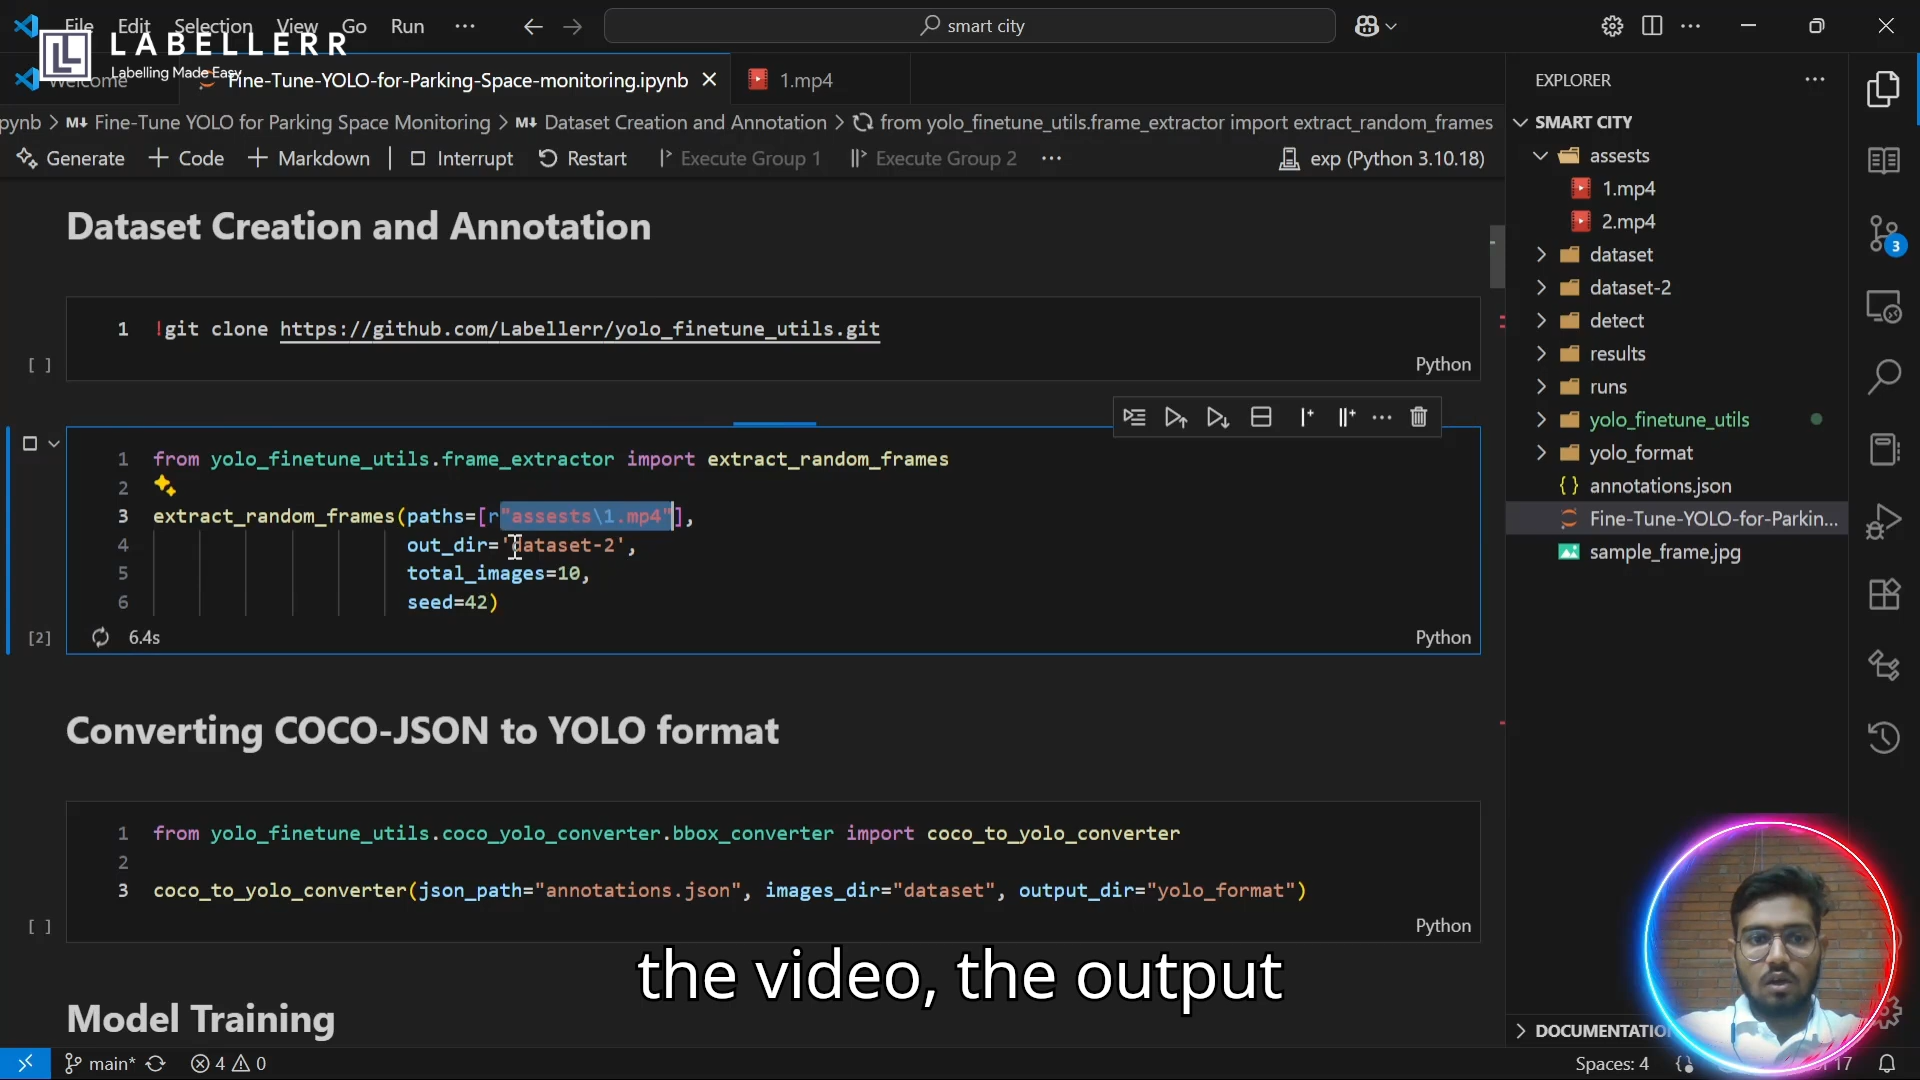 File Edit Selection View Go Run ··· smart city
LABELLERR
Labelling Made Easy
Welcome
Fine-Tune-YOLO-for-Parking-Space-monitoring.ipynb
1.mp4
pynb > M↓ Fine-Tune YOLO for Parking Space Monitoring > M↓ Dataset Creation and Annotation > from yolo_finetune_utils.frame_extractor import extract_random_frames
Generate + Code + Markdown | Interrupt Restart Execute Group 1 Execute Group 2 ··· exp (Python 3.10.18)
Dataset Creation and Annotation
1 !git clone https://github.com/Labellerr/yolo_finetune_utils.git
[ ] Python
1 from yolo_finetune_utils.frame_extractor import extract_random_frames
2
3 extract_random_frames(paths=[r"assests\1.mp4"],
4 out_dir='dataset-2',
5 total_images=10,
6 seed=42)
[2] 6.4s Python
Converting COCO-JSON to YOLO format
1 from yolo_finetune_utils.coco_yolo_converter.bbox_converter import coco_to_yolo_converter
2
3 coco_to_yolo_converter(json_path="annotations.json", images_dir="dataset", output_dir="yolo_format")
[ ] Python
the video, the output
Model Training
EXPLORER ···
SMART CITY
assests
1.mp4
2.mp4
dataset
dataset-2
detect
results
runs
yolo_finetune_utils
yolo_format
{ } annotations.json
Fine-Tune-YOLO-for-Parkin...
sample_frame.jpg
3
DOCUMENTATIO
main* 4 0
Spaces: 4 17